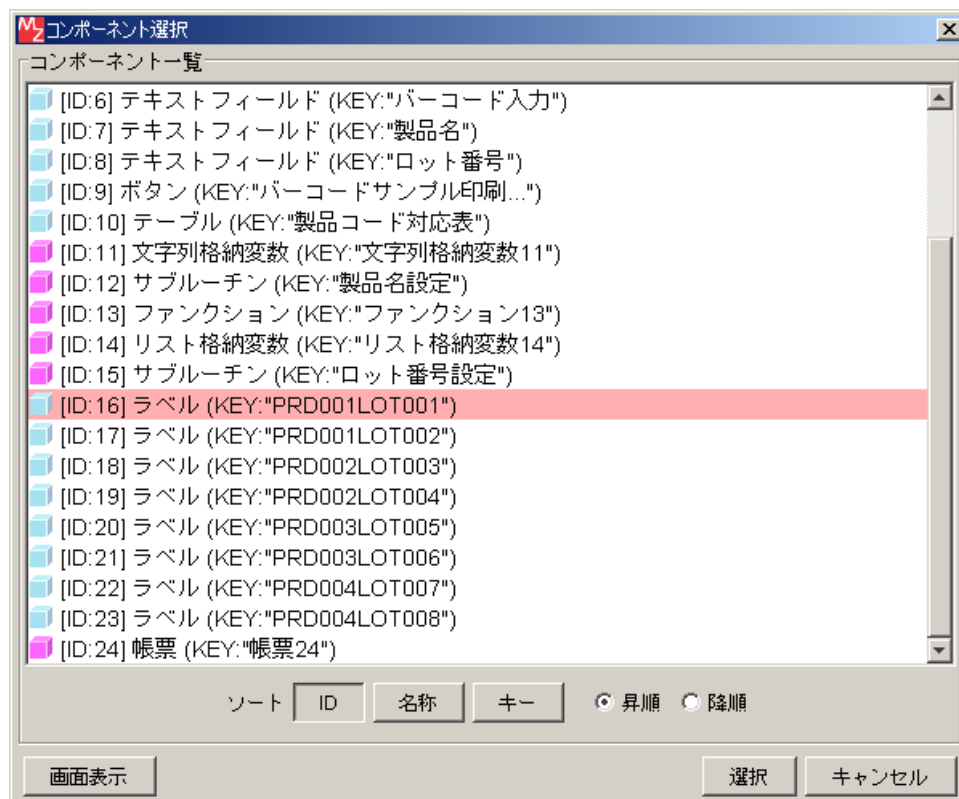 Mz コンポーネント選択
コンポーネント一覧
[ID:6] テキストフィールド (KEY:"バーコード入力")
[ID:7] テキストフィールド (KEY:"製品名")
[ID:8] テキストフィールド (KEY:"ロット番号")
[ID:9] ボタン (KEY:"バーコードサンプル印刷...")
[ID:10] テーブル (KEY:"製品コード対応表")
[ID:11] 文字列格納変数 (KEY:"文字列格納変数11")
[ID:12] サブルーチン (KEY:"製品名設定")
[ID:13] ファンクション (KEY:"ファンクション13")
[ID:14] リスト格納変数 (KEY:"リスト格納変数14")
[ID:15] サブルーチン (KEY:"ロット番号設定")
[ID:16] ラベル (KEY:"PRD001LOT001")
[ID:17] ラベル (KEY:"PRD001LOT002")
[ID:18] ラベル (KEY:"PRD002LOT003")
[ID:19] ラベル (KEY:"PRD002LOT004")
[ID:20] ラベル (KEY:"PRD003LOT005")
[ID:21] ラベル (KEY:"PRD003LOT006")
[ID:22] ラベル (KEY:"PRD004LOT007")
[ID:23] ラベル (KEY:"PRD004LOT008")
[ID:24] 帳票 (KEY:"帳票24")
ソート ID 名称 キー 昇順 降順
画面表示 選択 キャンセル